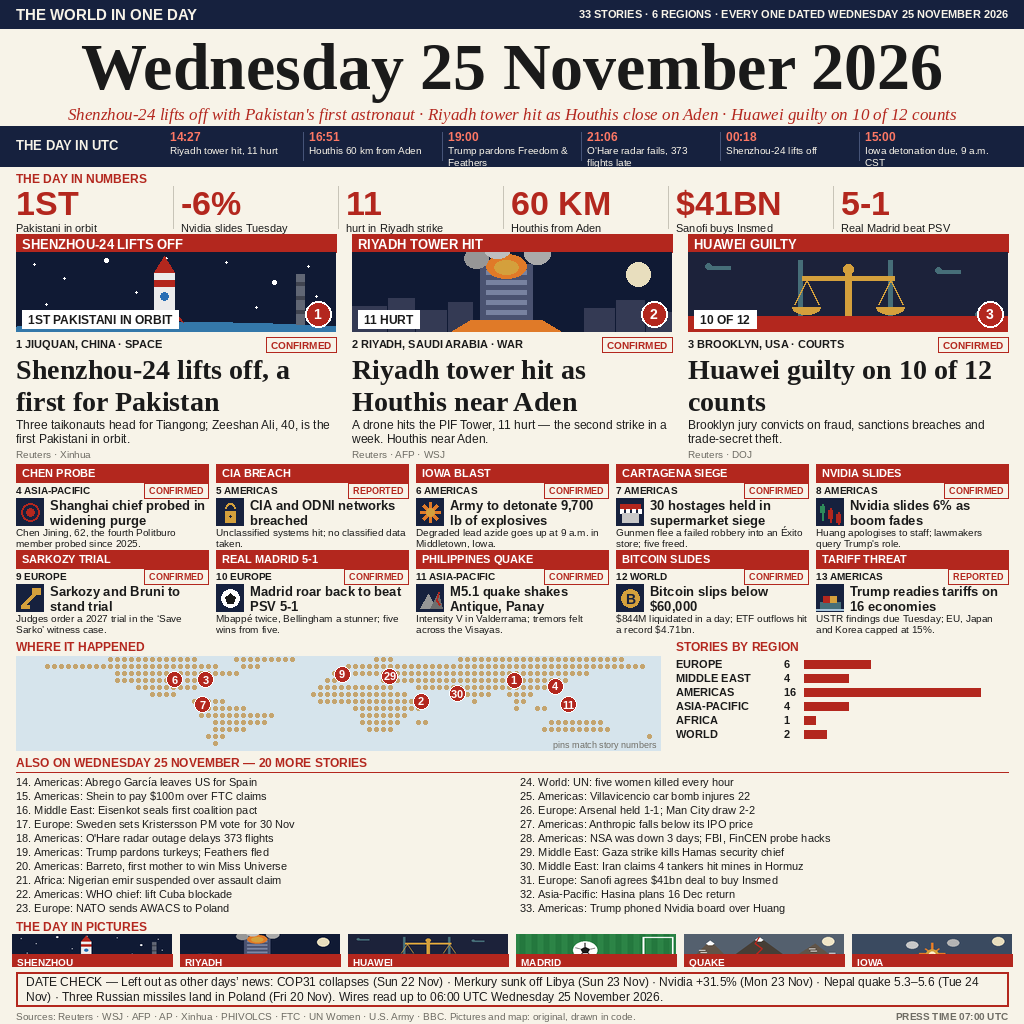 THE WORLD IN ONE DAY
33 STORIES · 6 REGIONS · EVERY ONE DATED WEDNESDAY 25 NOVEMBER 2026
Wednesday 25 November 2026
Shenzhou-24 lifts off with Pakistan's first astronaut · Riyadh tower hit as Houthis close on Aden · Huawei guilty on 10 of 12 counts
THE DAY IN UTC
14:27
Riyadh tower hit, 11 hurt
16:51
Houthis 60 km from Aden
19:00
Trump pardons Freedom &
Feathers
21:06
O'Hare radar fails, 373
flights late
00:18
Shenzhou-24 lifts off
15:00
Iowa detonation due, 9 a.m.
CST
THE DAY IN NUMBERS
1ST
Pakistani in orbit
-6%
Nvidia slides Tuesday
11
hurt in Riyadh strike
60 KM
Houthis from Aden
$41BN
Sanofi buys Insmed
5-1
Real Madrid beat PSV
SHENZHOU-24 LIFTS OFF
1ST PAKISTANI IN ORBIT
1
1 JIUQUAN, CHINA · SPACE
CONFIRMED
Shenzhou-24 lifts off, a
first for Pakistan
Three taikonauts head for Tiangong; Zeeshan Ali, 40, is the
first Pakistani in orbit.
Reuters · Xinhua
RIYADH TOWER HIT
11 HURT
2
2 RIYADH, SAUDI ARABIA · WAR
CONFIRMED
Riyadh tower hit as
Houthis near Aden
A drone hits the PIF Tower, 11 hurt — the second strike in a
week. Houthis near Aden.
Reuters · AFP · WSJ
HUAWEI GUILTY
10 OF 12
3
3 BROOKLYN, USA · COURTS
CONFIRMED
Huawei guilty on 10 of 12
counts
Brooklyn jury convicts on fraud, sanctions breaches and
trade-secret theft.
Reuters · DOJ
CHEN PROBE
4 ASIA-PACIFIC
CONFIRMED
Shanghai chief probed in
widening purge
Chen Jining, 62, the fourth Politburo
member probed since 2025.
CIA BREACH
5 AMERICAS
REPORTED
CIA and ODNI networks
breached
Unclassified systems hit; no classified data
taken.
IOWA BLAST
6 AMERICAS
CONFIRMED
Army to detonate 9,700
lb of explosives
Degraded lead azide goes up at 9 a.m. in
Middletown, Iowa.
CARTAGENA SIEGE
7 AMERICAS
CONFIRMED
30 hostages held in
supermarket siege
Gunmen flee a failed robbery into an Éxito
store; five freed.
NVIDIA SLIDES
8 AMERICAS
CONFIRMED
Nvidia slides 6% as
boom fades
Huang apologises to staff; lawmakers
query Trump's role.
SARKOZY TRIAL
9 EUROPE
CONFIRMED
Sarkozy and Bruni to
stand trial
Judges order a 2027 trial in the 'Save
Sarko' witness case.
REAL MADRID 5-1
10 EUROPE
CONFIRMED
Madrid roar back to beat
PSV 5-1
Mbappé twice, Bellingham a stunner; five
wins from five.
PHILIPPINES QUAKE
11 ASIA-PACIFIC
CONFIRMED
M5.1 quake shakes
Antique, Panay
Intensity V in Valderrama; tremors felt
across the Visayas.
BITCOIN SLIDES
12 WORLD
CONFIRMED
B
Bitcoin slips below
$60,000
$844M liquidated in a day; ETF outflows hit
a record $4.71bn.
TARIFF THREAT
13 AMERICAS
REPORTED
Trump readies tariffs on
16 economies
USTR findings due Tuesday; EU, Japan
and Korea capped at 15%.
WHERE IT HAPPENED
6
3
7
9
29
2
30
1
4
11
pins match story numbers
STORIES BY REGION
EUROPE 6
MIDDLE EAST 4
AMERICAS 16
ASIA-PACIFIC 4
AFRICA 1
WORLD 2
ALSO ON WEDNESDAY 25 NOVEMBER — 20 MORE STORIES
14. Americas: Abrego García leaves US for Spain
15. Americas: Shein to pay $100m over FTC claims
16. Middle East: Eisenkot seals first coalition pact
17. Europe: Sweden sets Kristersson PM vote for 30 Nov
18. Americas: O'Hare radar outage delays 373 flights
19. Americas: Trump pardons turkeys; Feathers fled
20. Americas: Barreto, first mother to win Miss Universe
21. Africa: Nigerian emir suspended over assault claim
22. Americas: WHO chief: lift Cuba blockade
23. Europe: NATO sends AWACS to Poland
24. World: UN: five women killed every hour
25. Americas: Villavicencio car bomb injures 22
26. Europe: Arsenal held 1-1; Man City draw 2-2
27. Americas: Anthropic falls below its IPO price
28. Americas: NSA was down 3 days; FBI, FinCEN probe hacks
29. Middle East: Gaza strike kills Hamas security chief
30. Middle East: Iran claims 4 tankers hit mines in Hormuz
31. Europe: Sanofi agrees $41bn deal to buy Insmed
32. Asia-Pacific: Hasina plans 16 Dec return
33. Americas: Trump phoned Nvidia board over Huang
THE DAY IN PICTURES
SHENZHOU
RIYADH
HUAWEI
MADRID
QUAKE
IOWA
DATE CHECK — Left out as other days' news: COP31 collapses (Sun 22 Nov) · Merkury sunk off Libya (Sun 23 Nov) · Nvidia +31.5% (Mon 23 Nov) · Nepal quake 5.3–5.6 (Tue 24
Nov) · Three Russian missiles land in Poland (Fri 20 Nov). Wires read up to 06:00 UTC Wednesday 25 November 2026.
Sources: Reuters · WSJ · AFP · AP · Xinhua · PHIVOLCS · FTC · UN Women · U.S. Army · BBC. Pictures and map: original, drawn in code.
PRESS TIME 07:00 UTC